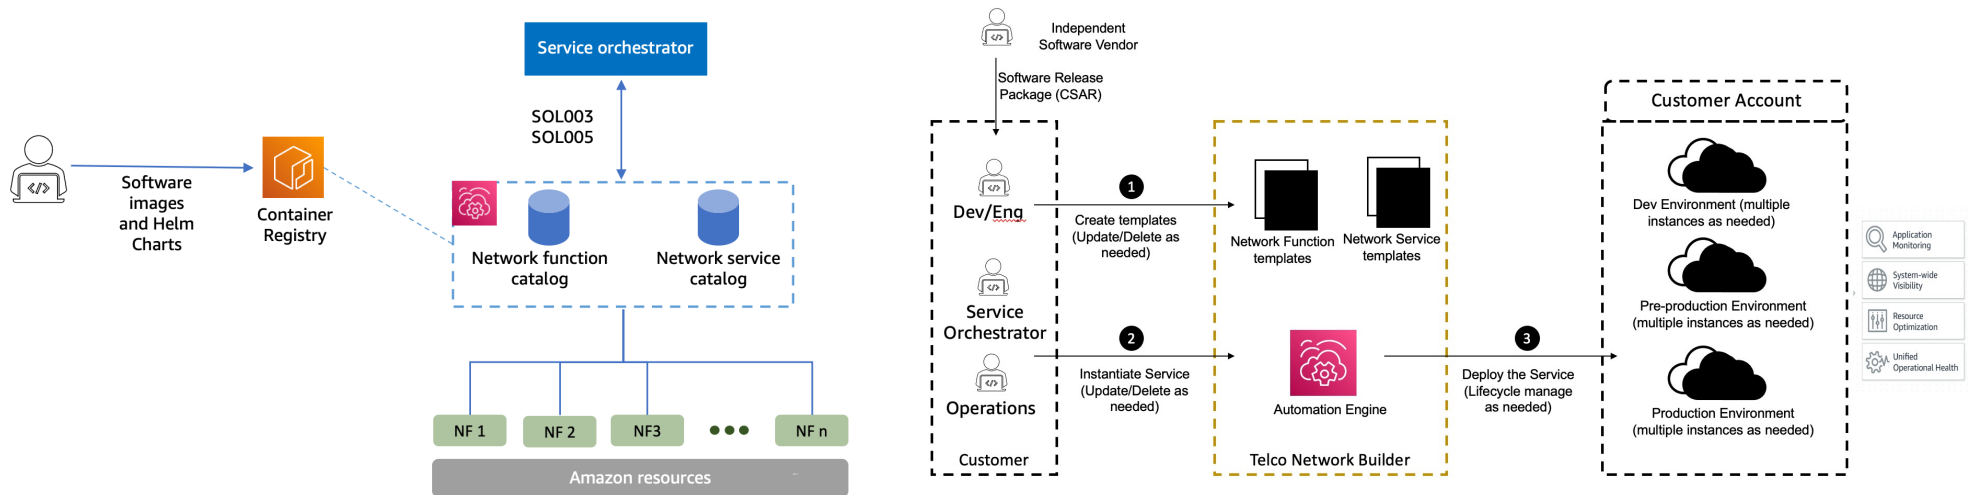 Service orchestrator
SOL003
SOL005
Software
images
and Helm
Charts
Container
Registry
Network function
catalog
Network service
catalog
NF 1
NF 2
NF3
NF n
Amazon resources
Independent
Software Vendor
Software Release
Package (CSAR)
Dev/Enq
Service
Orchestrator
Operations
Customer
1
Create templates
(Update/Delete as
needed)
2
Instantiate Service
(Update/Delete as
needed)
Network Function
templates
Network Service
templates
Automation Engine
Telco Network Builder
3
Deploy the Service
(Lifecycle manage
as needed)
Customer Account
Dev Environment (multiple
instances as needed)
Pre-production Environment
(multiple instances as needed)
Production Environment
(multiple instances as needed)
Application
Monitoring
System-wide
Visibility
Resource
Optimization
Unified
Operational Health